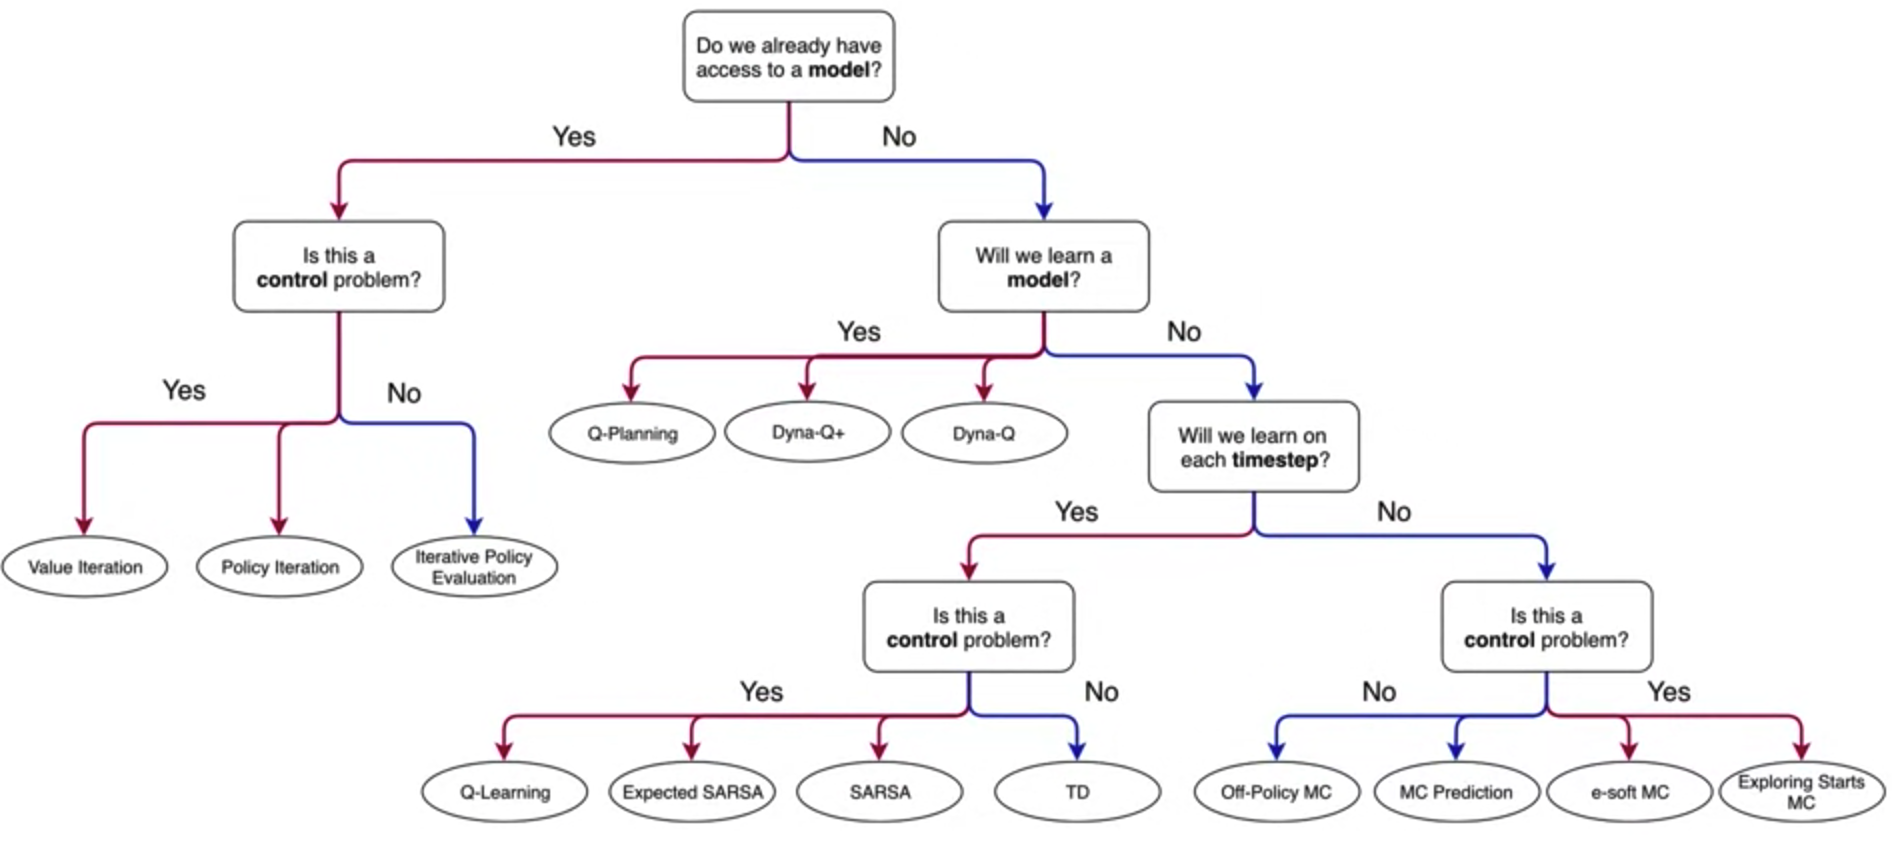 Do we already have
access to a model?
Yes
No
Is this a
control problem?
Will we learn a
model?
Yes
No
Yes
No
Q-Planning
Dyna-Q+
Dyna-Q
Will we learn on
each timestep?
Yes
No
Value Iteration
Policy Iteration
Iterative Policy
Evaluation
Is this a
control problem?
Is this a
control problem?
Yes
No
No
Yes
Q-Learning
Expected SARSA
SARSA
TD
Off-Policy MC
MC Prediction
e-soft MC
Exploring Starts
MC